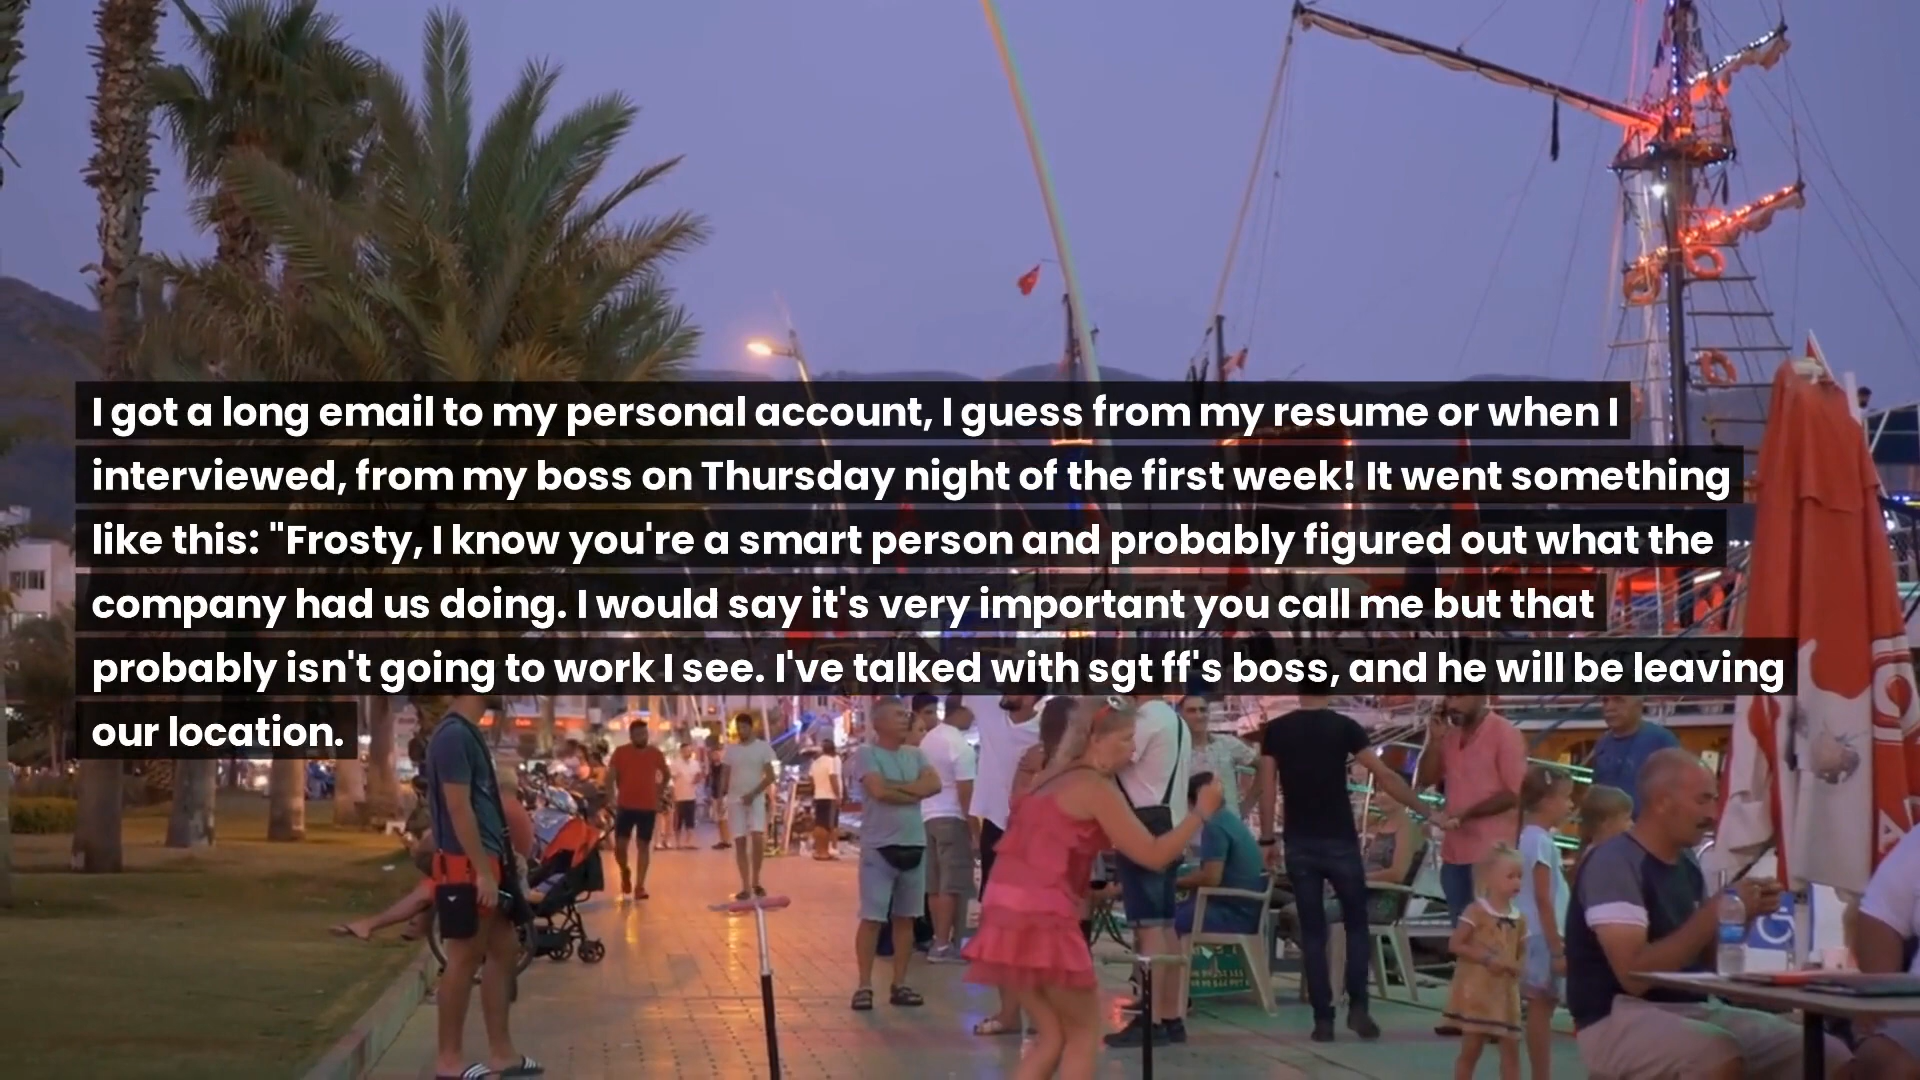 I got a long email to my personal account, I guess from my resume or when I
interviewed, from my boss on Thursday night of the first week! It went something
like this: "Frosty, I know you're a smart person and probably figured out what the
company had us doing. I would say it's very important you call me but that
probably isn't going to work I see. I've talked with sgt ff's boss, and he will be leaving
our location.